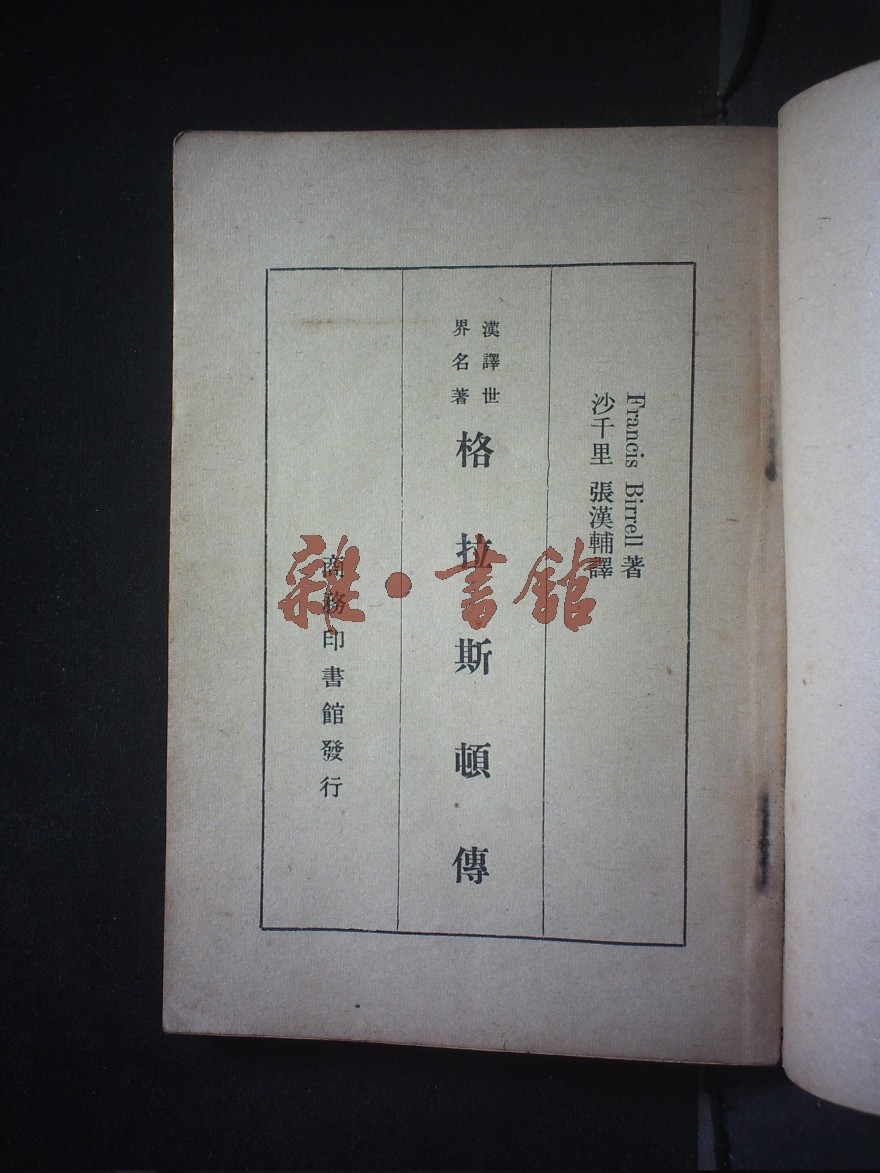 Francis Birrell 著
沙千里 張漢輔 譯
漢譯世
界名著
格拉斯頓傳
商務印書館發行
雜·書館